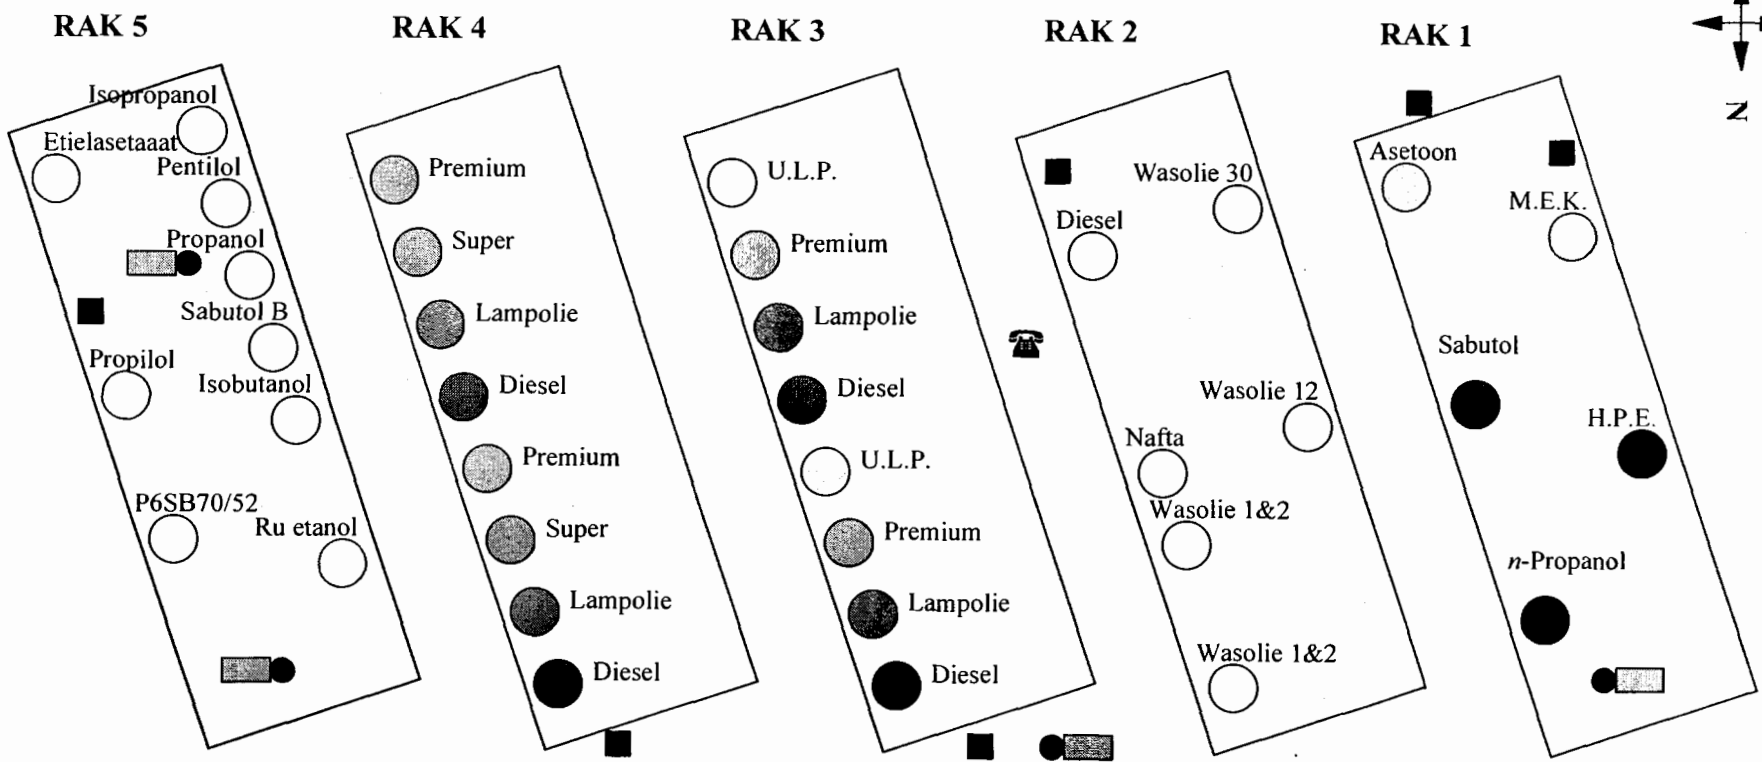 RAK 5
RAK 4
RAK 3
RAK 2
RAK 1
N
Isopropanol
Etielasetaaat
Pentilol
Propanol
Sabutol B
Propilol
Isobutanol
P6SB70/52
Ru etanol
Premium
Super
Lampolie
Diesel
Premium
Super
Lampolie
Diesel
U.L.P.
Premium
Lampolie
Diesel
U.L.P.
Premium
Lampolie
Diesel
Wasolie 30
Diesel
Wasolie 12
Nafta
Wasolie 1&2
Wasolie 1&2
Asetoon
M.E.K.
Sabutol
H.P.E.
n-Propanol